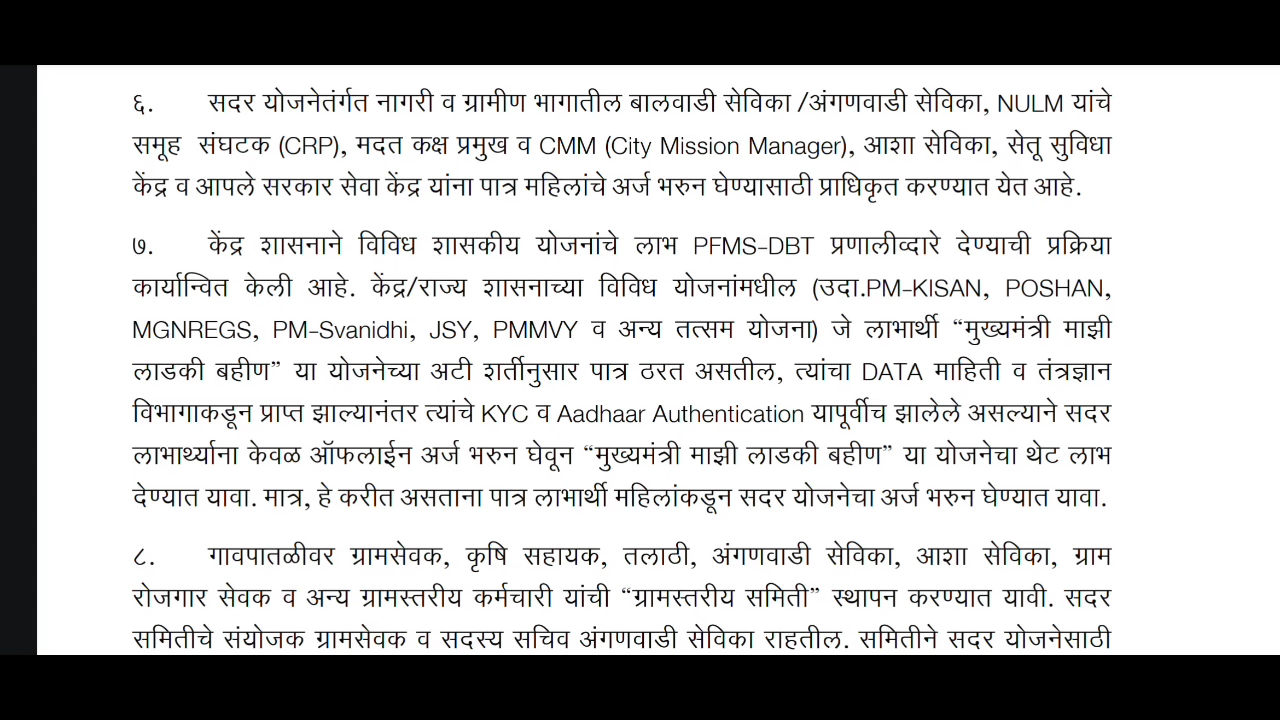 ६. सदर योजनेतंर्गत नागरी व ग्रामीण भागातील बालवाडी सेविका /अंगणवाडी सेविका, NULM यांचे
समूह संघटक (CRP), मदत कक्ष प्रमुख व CMM (City Mission Manager), आशा सेविका, सेतू सुविधा
केंद्र व आपले सरकार सेवा केंद्र यांना पात्र महिलांचे अर्ज भरुन घेण्यासाठी प्राधिकृत करण्यात येत आहे.
७. केंद्र शासनाने विविध शासकीय योजनांचे लाभ PFMS-DBT प्रणालीव्दारे देण्याची प्रक्रिया
कार्यान्वित केली आहे. केंद्र/राज्य शासनाच्या विविध योजनांमधील (उदा.PM-KISAN, POSHAN,
MGNREGS, PM-Svanidhi, JSY, PMMVY व अन्य तत्सम योजना) जे लाभार्थी “मुख्यमंत्री माझी
लाडकी बहीण” या योजनेच्या अटी शर्तीनुसार पात्र ठरत असतील, त्यांचा DATA माहिती व तंत्रज्ञान
विभागाकडून प्राप्त झाल्यानंतर त्यांचे KYC व Aadhaar Authentication यापूर्वीच झालेले असल्याने सदर
लाभार्थ्याना केवळ ऑफलाईन अर्ज भरुन घेवून “मुख्यमंत्री माझी लाडकी बहीण” या योजनेचा थेट लाभ
देण्यात यावा. मात्र, हे करीत असताना पात्र लाभार्थी महिलांकडून सदर योजनेचा अर्ज भरुन घेण्यात यावा.
८. गावपातळीवर ग्रामसेवक, कृषि सहायक, तलाठी, अंगणवाडी सेविका, आशा सेविका, ग्राम
रोजगार सेवक व अन्य ग्रामस्तरीय कर्मचारी यांची “ग्रामस्तरीय समिती” स्थापन करण्यात यावी. सदर
समितीचे संयोजक ग्रामसेवक व सदस्य सचिव अंगणवाडी सेविका राहतील. समितीने सदर योजनेसाठी